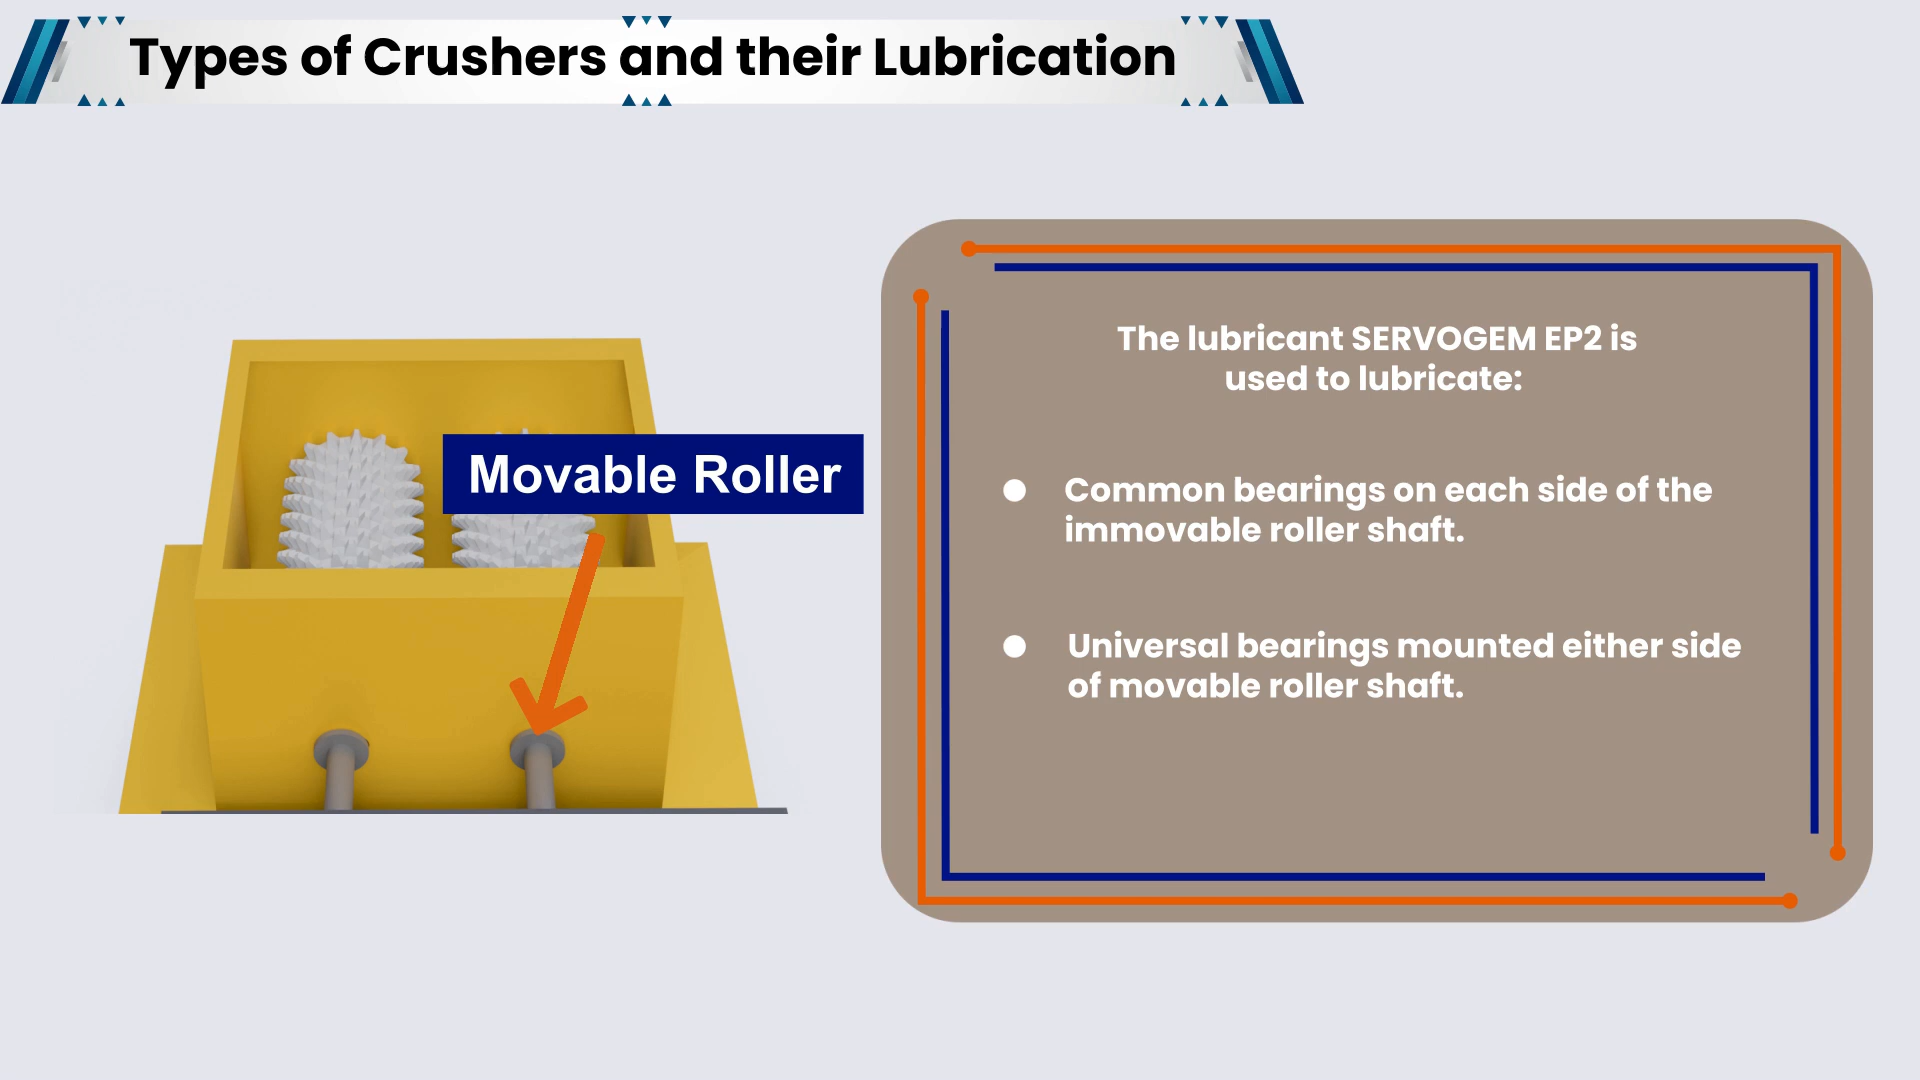 Types of Crushers and their Lubrication
Movable Roller
The lubricant SERVOGEM EP2 is
used to lubricate:
Common bearings on each side of the
immovable roller shaft.
Universal bearings mounted either side
of movable roller shaft.